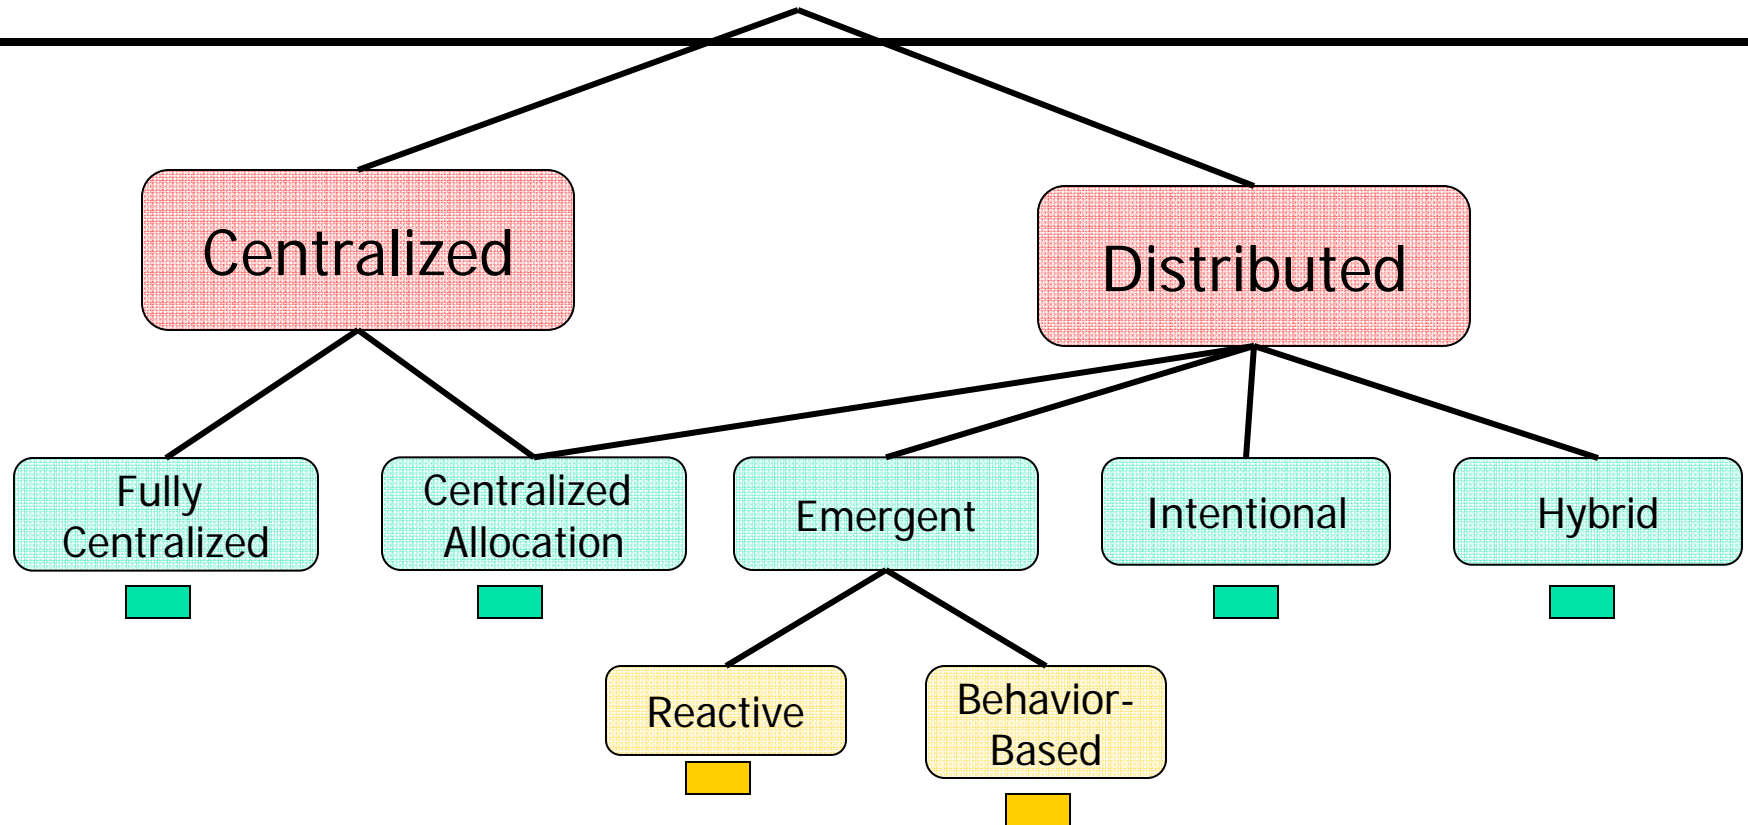 Centralized
Distributed
Fully
Centralized
Centralized
Allocation
Emergent
Intentional
Hybrid
Reactive
Behavior-
Based